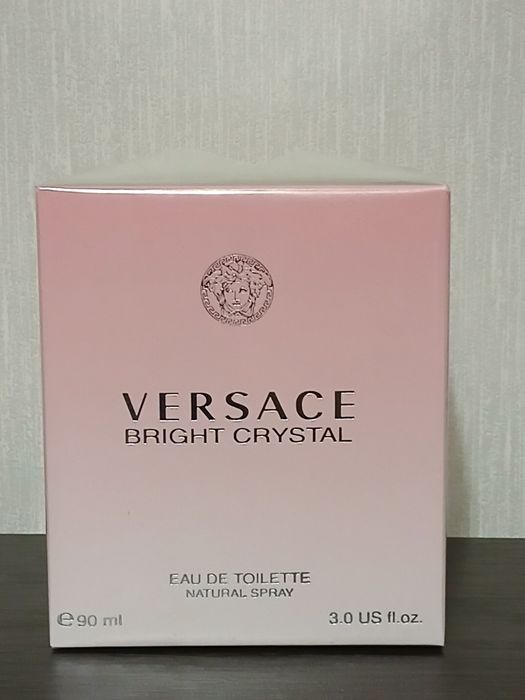 VERSACE
BRIGHT CRYSTAL
EAU DE TOILETTE
NATURAL SPRAY
℮90 ml 3.0 US fl.oz.